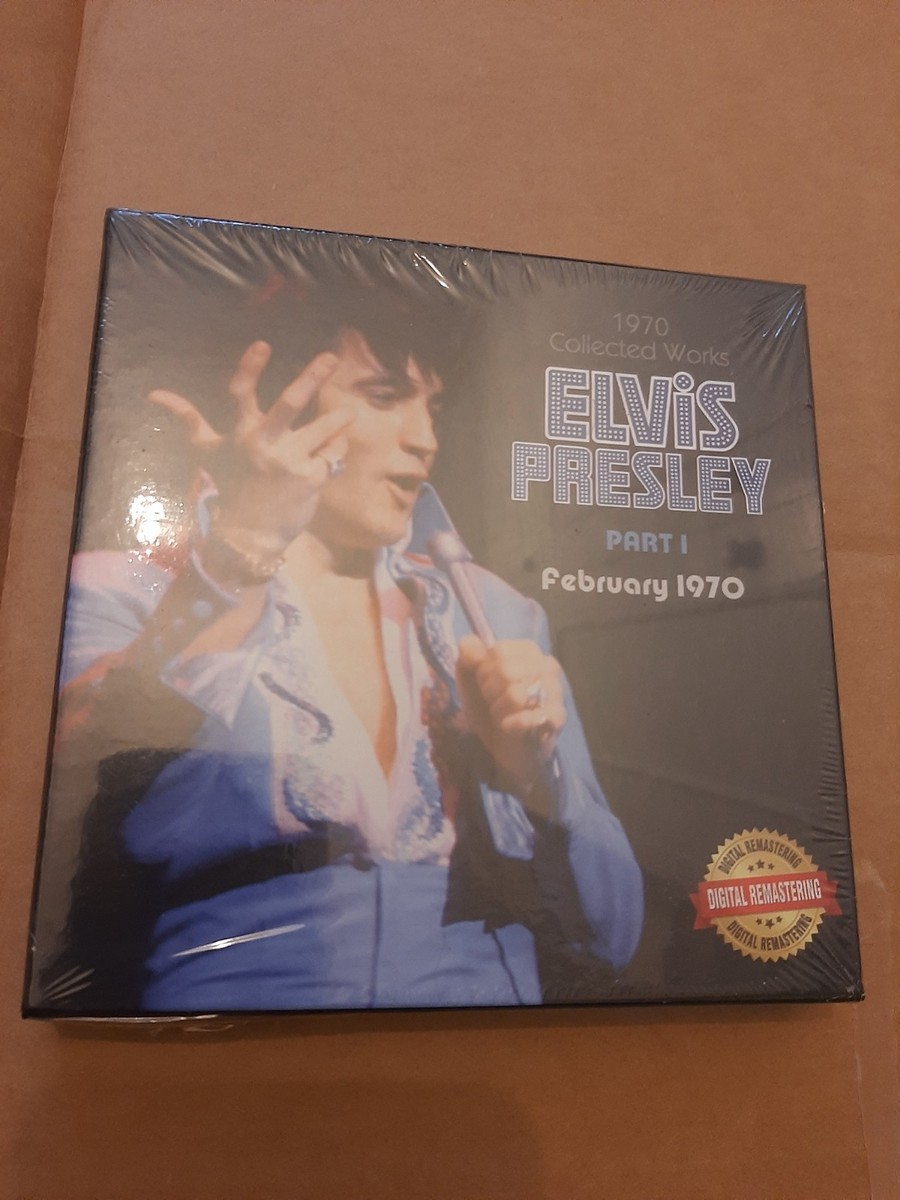 1970
Collected Works
ELViS
PRESLEY
PART I
February 1970
DIGITAL REMASTERING
DIGITAL REMASTERING
DIGITAL REMASTERING